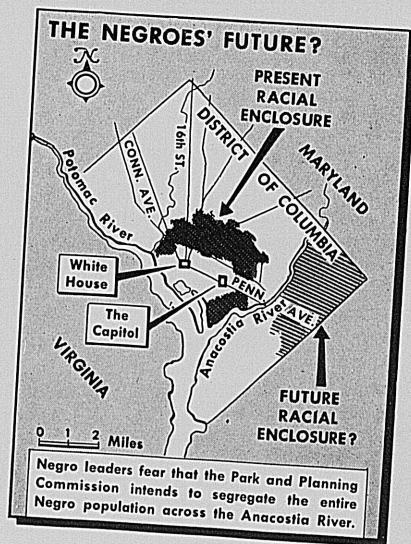 THE NEGROES' FUTURE?
N
PRESENT
RACIAL
ENCLOSURE
DISTRICT OF COLUMBIA
MARYLAND
16th ST.
CONN. AVE.
Potomac River
White
House
PENN. AVE.
The
Capitol
Anacostia River
VIRGINIA
FUTURE
RACIAL
ENCLOSURE?
0 1 2 Miles
Negro leaders fear that the Park and Planning
Commission intends to segregate the entire
Negro population across the Anacostia River.